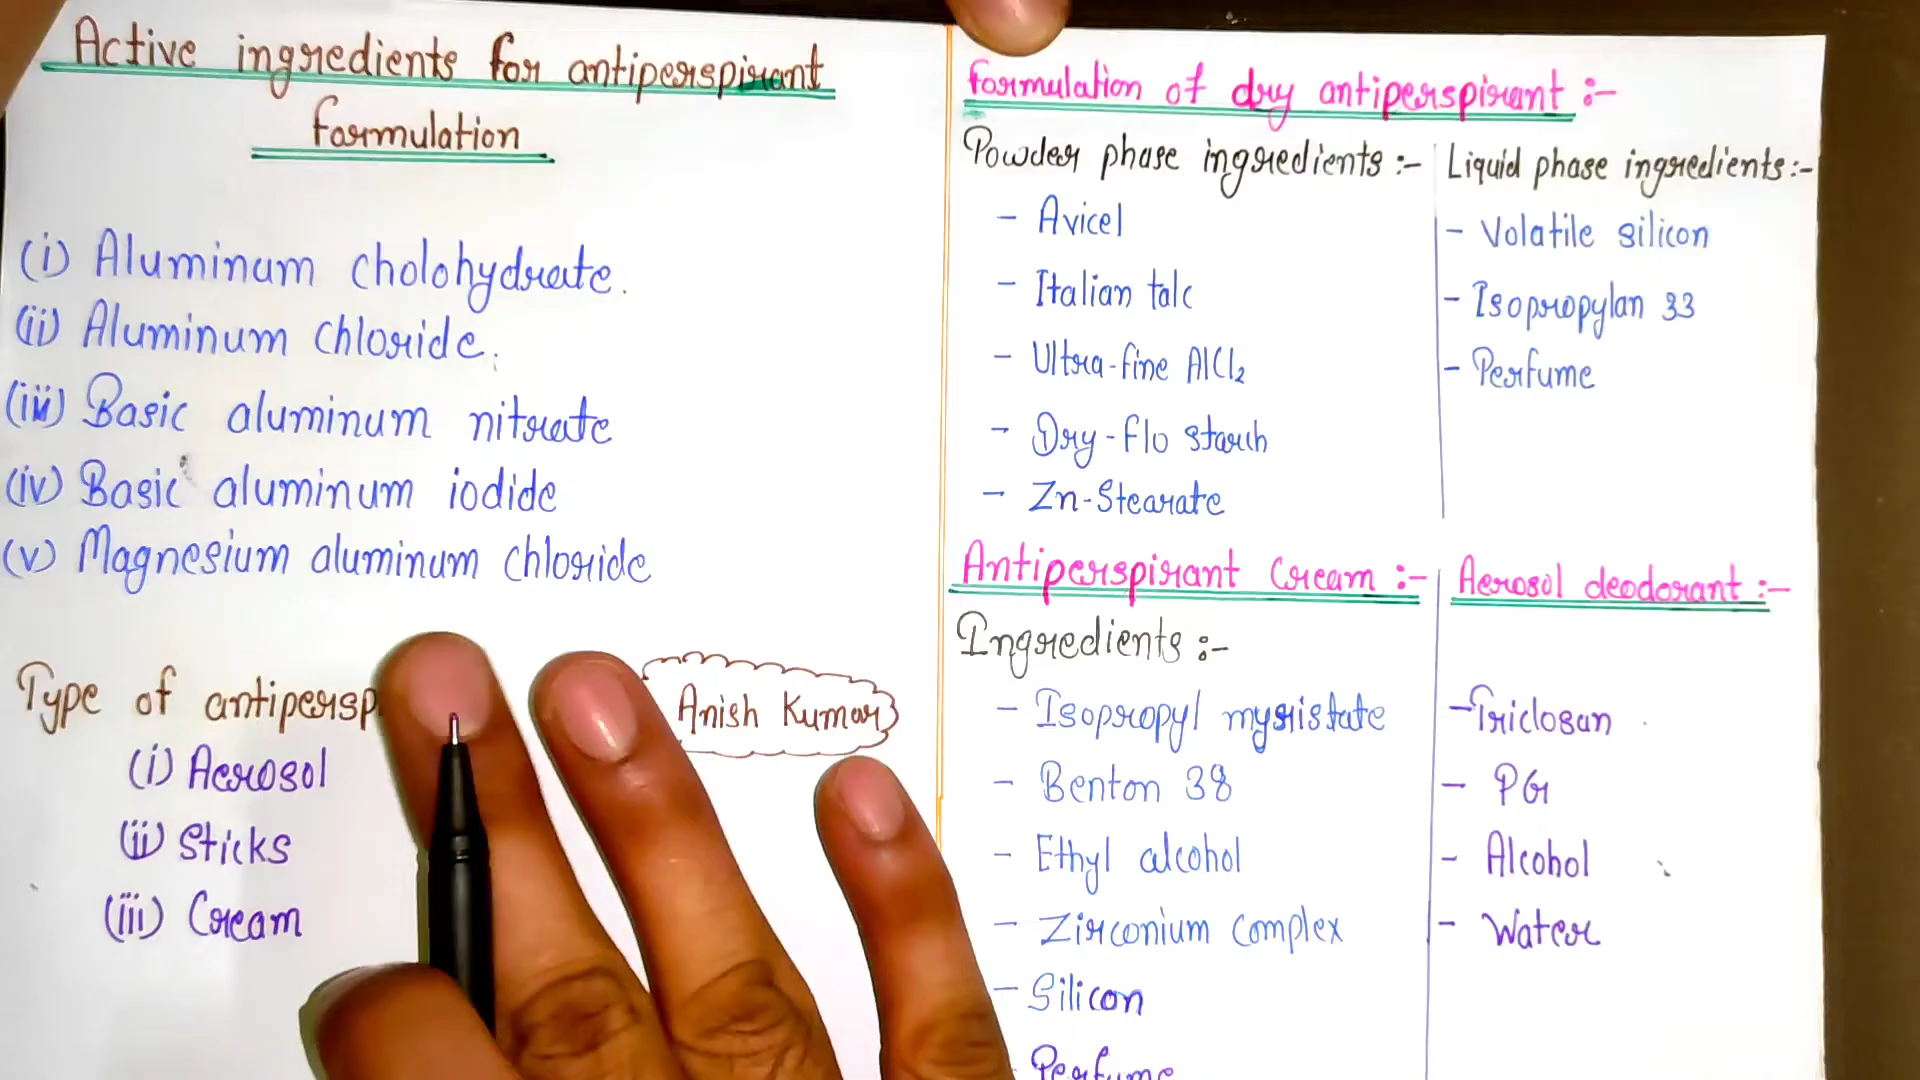 Active ingredients for antiperspirant
formulation
(i) Aluminum cholohydrate.
(ii) Aluminum chloride.
(iii) Basic aluminum nitrate
(iv) Basic aluminum iodide
(v) Magnesium aluminum chloride
Type of antipersp
(i) Aerosol
(ii) Sticks
(iii) Cream
Anish Kumar
Formulation of dry antiperspirant :-
Powder phase ingredients :-
- Avicel
- Italian talc
- Ultra-fine AlCl₂
- Dry-flo starch
- Zn-Stearate
Liquid phase ingredients:-
- Volatile silicon
- Isopropylan 33
- Perfume
Antiperspirant Cream :-
Ingredients :-
- Isopropyl myristate
- Benton 38
- Ethyl alcohol
- Zirconium complex
- Silicon
- Perfume
Aerosol deodorant :-
- Triclosan
- PG
- Alcohol
- Water